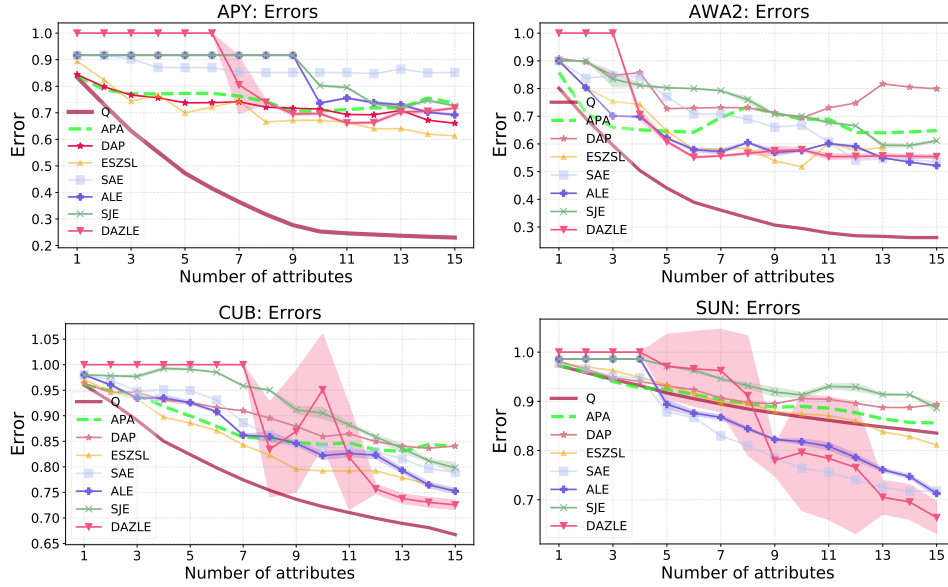 APY: Errors
Error
1.0
0.9
0.8
0.7
0.6
0.5
0.4
0.3
0.2
Q
APA
DAP
ESZSL
SAE
ALE
SJE
DAZLE
1 3 5 7 9 11 13 15
Number of attributes
AWA2: Errors
Error
1.0
0.9
0.8
0.7
0.6
0.5
0.4
0.3
Q
APA
DAP
ESZSL
SAE
ALE
SJE
DAZLE
1 3 5 7 9 11 13 15
Number of attributes
CUB: Errors
Error
1.05
1.00
0.95
0.90
0.85
0.80
0.75
0.70
0.65
Q
APA
DAP
ESZSL
SAE
ALE
SJE
DAZLE
1 3 5 7 9 11 13 15
Number of attributes
SUN: Errors
Error
1.0
0.9
0.8
0.7
Q
APA
DAP
ESZSL
SAE
ALE
SJE
DAZLE
1 3 5 7 9 11 13 15
Number of attributes